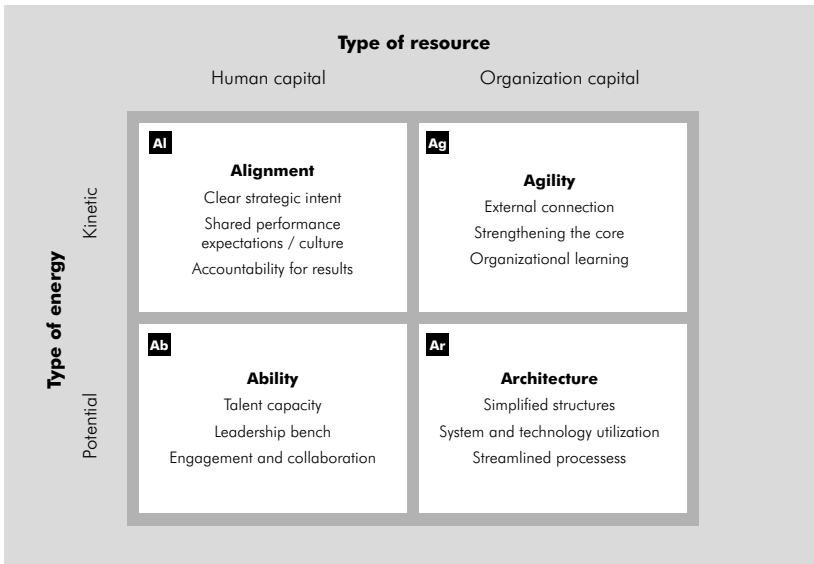 Type of resource
Human capital
Organization capital
Type of energy
Kinetic
Potential
Al
Alignment
Clear strategic intent
Shared performance
expectations / culture
Accountability for results
Ag
Agility
External connection
Strengthening the core
Organizational learning
Ab
Ability
Talent capacity
Leadership bench
Engagement and collaboration
Ar
Architecture
Simplified structures
System and technology utilization
Streamlined processess